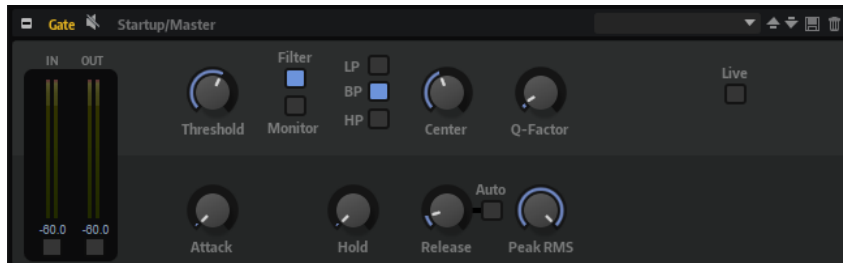 Gate Startup/Master
IN OUT
Filter
LP
BP
HP
Live
Threshold
Monitor
Center
Q-Factor
-60.0 -60.0
Auto
Attack
Hold
Release
Peak RMS